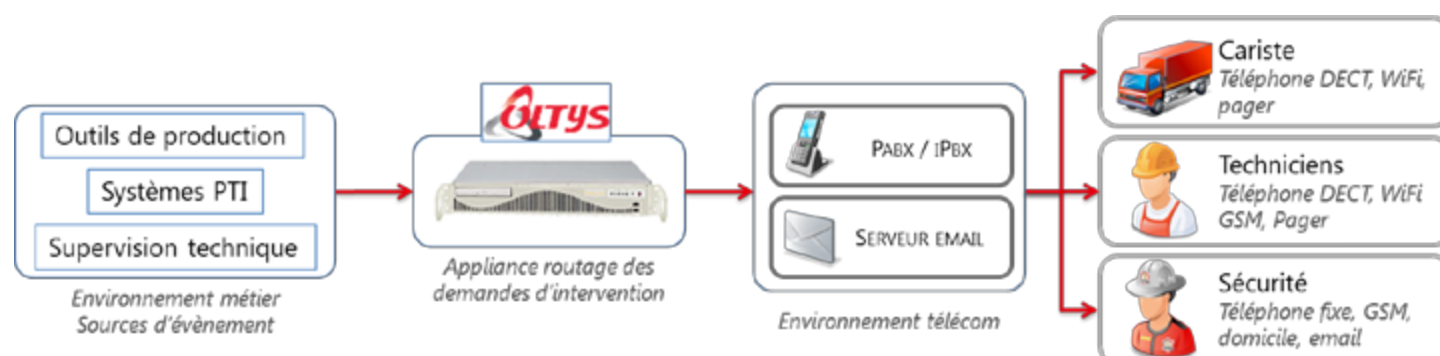 Outils de production
Systèmes PTI
Supervision technique
Environnement métier
Sources d'évènement
OLTYS
Appliance routage des
demandes d'intervention
PABX / IPBX
SERVEUR EMAIL
Environnement télécom
Cariste
Téléphone DECT, WiFi,
pager
Techniciens
Téléphone DECT, WiFi
GSM, Pager
Sécurité
Téléphone fixe, GSM,
domicile, email